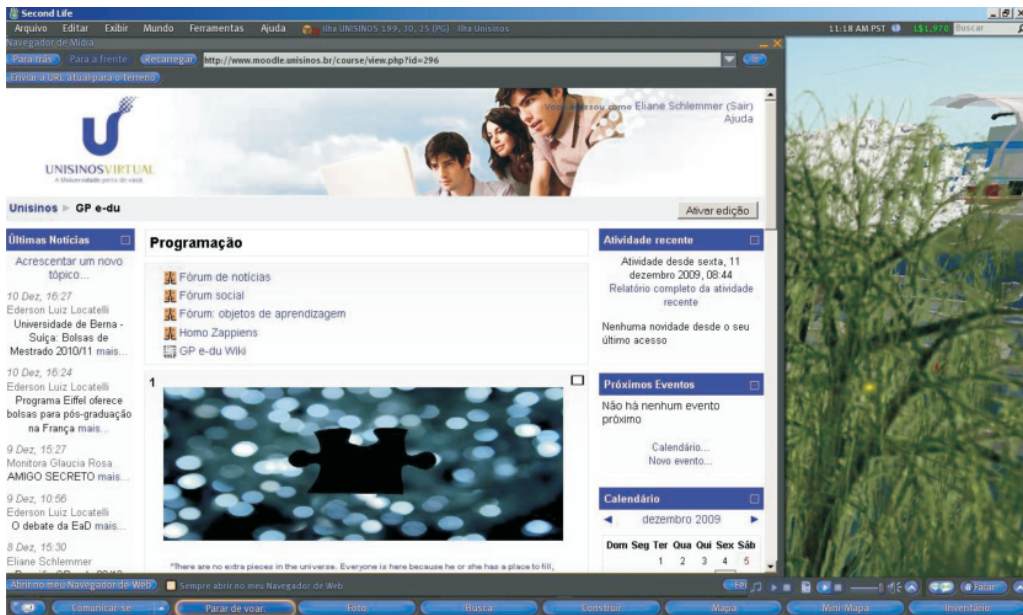 Second Life
Arquivo Editar Exibir Mundo Ferramentas Ajuda Ilha UNISINOS 199, 30, 25 (PG) Ilha Unisinos 11:18 AM PST L$1,970 Buscar
Navegador de Mídia
Para trás Para a frente Recarregar http://www.moodle.unisinos.br/course/view.php?id=296
Enviar a URL atual para o terreno
Você acessou como Eliane Schlemmer (Sair)
Ajuda
UNISINOSVIRTUAL
A Universidade perto de você
Unisinos ► GP e-du
Ativar edição
Últimas Notícias
Acrescentar um novo
tópico...
10 Dez, 16:27
Ederson Luiz Locatelli
Universidade de Berna -
Suíça: Bolsas de
Mestrado 2010/11 mais...
10 Dez, 16:24
Ederson Luiz Locatelli
Programa Eiffel oferece
bolsas para pós-graduação
na França mais...
9 Dez, 15:27
Monitora Glaucia Rosa
AMIGO SECRETO mais...
9 Dez, 10:56
Ederson Luiz Locatelli
O debate da EaD mais...
8 Dez, 15:30
Eliane Schlemmer
Programação
Fórum de notícias
Fórum social
Fórum: objetos de aprendizagem
Homo Zappiens
GP e-du Wiki
1
"There are no extra pieces in the universe. Everyone is here because he or she has a place to fill,
Atividade recente
Atividade desde sexta, 11
dezembro 2009, 08:44
Relatório completo da atividade
recente
Nenhuma novidade desde o seu
último acesso
Próximos Eventos
Não há nenhum evento
próximo
Calendário...
Novo evento...
Calendário
◄ dezembro 2009 ►
Dom Seg Ter Qua Qui Sex Sáb
1 2 3 4 5
Abrir no meu Navegador de Web Sempre abrir no meu Navegador de Web
Falar
Comunicar-se Parar de voar Foto Busca Construir Mapa Mini-Mapa Inventário